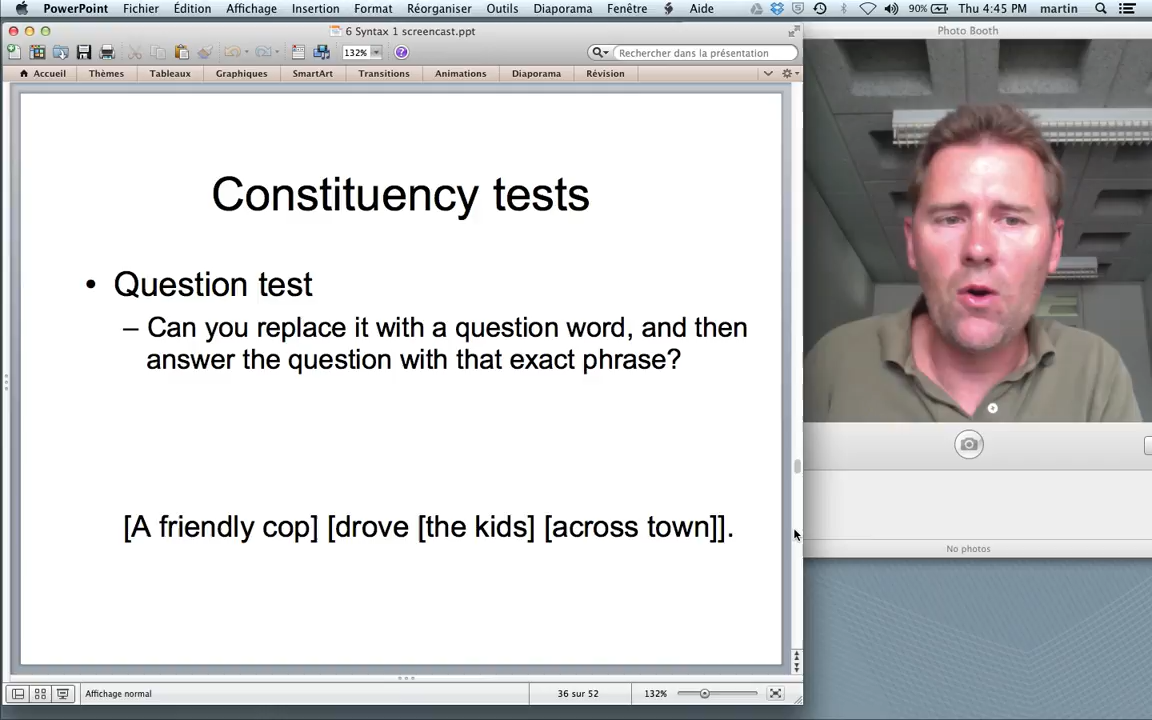 PowerPoint Fichier Édition Affichage Insertion Format Réorganiser Outils Diaporama Fenêtre Aide 90% Thu 4:45 PM martin
6 Syntax 1 screencast.ppt
Photo Booth
132% Rechercher dans la présentation
Accueil Thèmes Tableaux Graphiques SmartArt Transitions Animations Diaporama Révision
Constituency tests
• Question test
– Can you replace it with a question word, and then
answer the question with that exact phrase?
[A friendly cop] [drove [the kids] [across town]].
No photos
Affichage normal 36 sur 52 132%